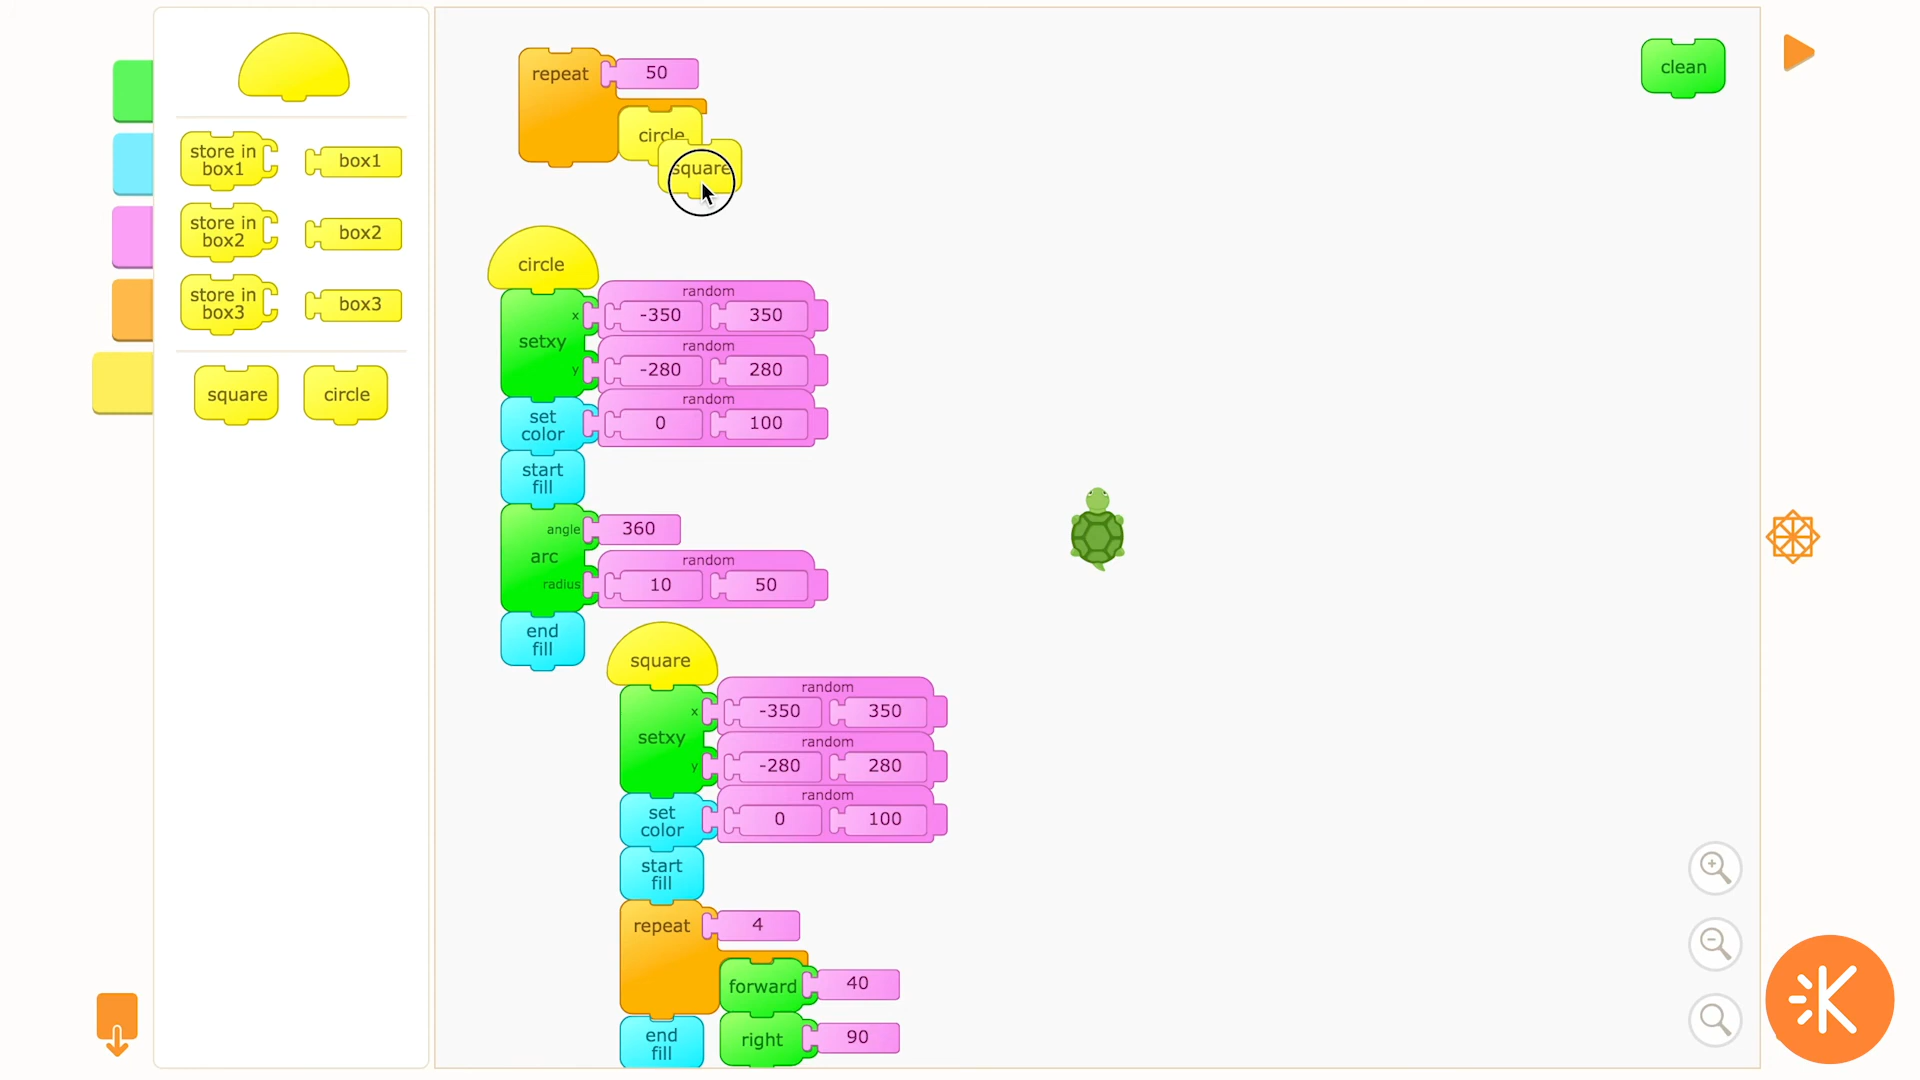 repeat 50
clean
circle
square
store in
box1
box1
store in
box2
box2
store in
box3
box3
square
circle
circle
random
x -350 350
setxy
random
y -280 280
random
set
color
0 100
start
fill
angle 360
arc
random
radius 10 50
end
fill
square
random
x -350 350
setxy
random
y -280 280
random
set
color
0 100
start
fill
repeat 4
forward 40
end
fill
right 90